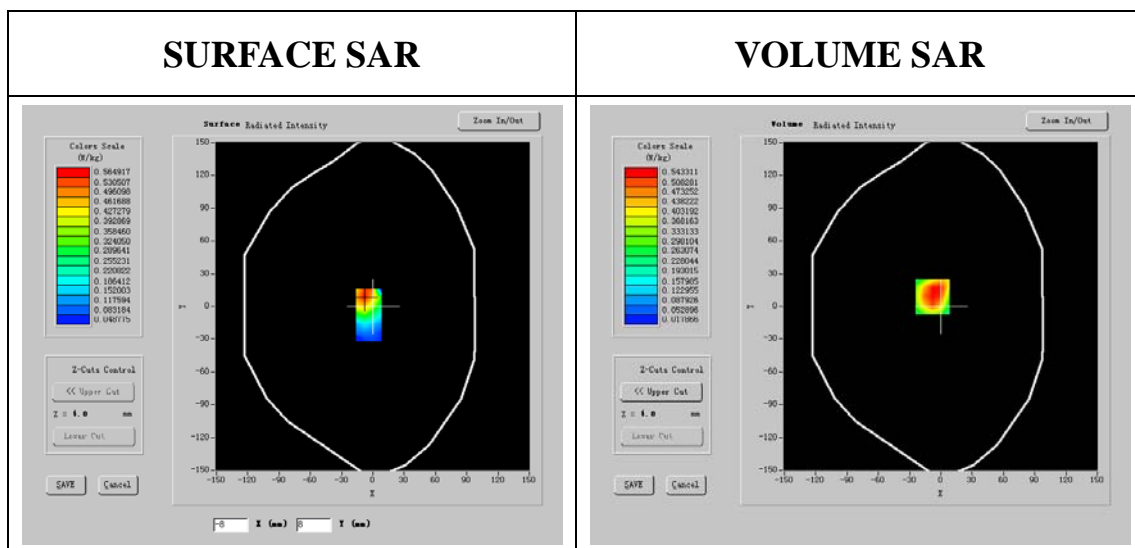 SURFACE SAR
VOLUME SAR
Surface Radiated Intensity
Zoom In/Out
Colors Scale
(W/kg)
0.564917
0.530507
0.496098
0.461688
0.427279
0.392869
0.358460
0.324050
0.289641
0.255231
0.220822
0.186412
0.152003
0.117594
0.083184
0.048775
150
120
90
60
30
0
-30
-60
-90
-120
-150
Y
-150 -120 -90 -60 -30 0 30 60 90 120 150
X
Z-Cuts Control
<< Upper Cut
Z = 4.0 mm
Lower Cut
SAVE Cancel
-8 X (mm) 8 Y (mm)
Volume Radiated Intensity
Zoom In/Out
Colors Scale
(W/kg)
0.543311
0.508281
0.473252
0.438222
0.403192
0.368163
0.333133
0.298104
0.263074
0.228044
0.193015
0.157985
0.122955
0.087926
0.052896
0.017866
150
120
90
60
30
0
-30
-60
-90
-120
-150
Y
-150 -120 -90 -60 -30 0 30 60 90 120 150
X
Z-Cuts Control
<< Upper Cut
Z = 4.0 mm
Lower Cut
SAVE Cancel